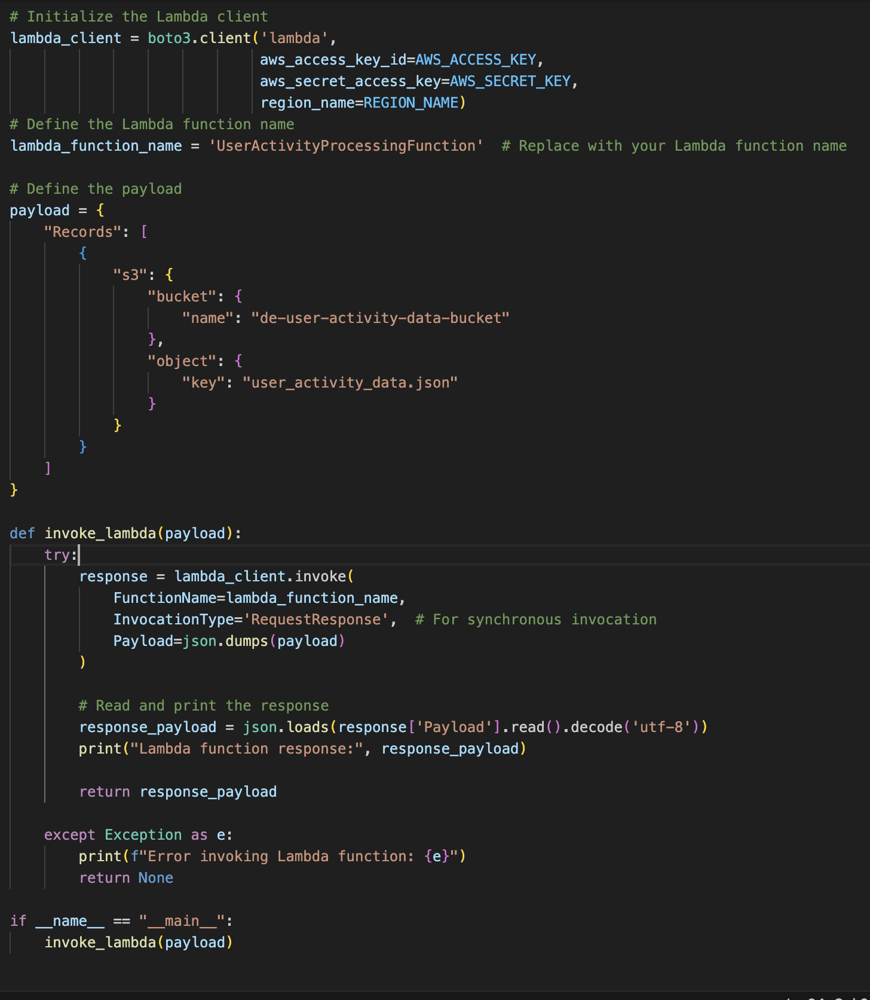 # Initialize the Lambda client
lambda_client = boto3.client('lambda',
                             aws_access_key_id=AWS_ACCESS_KEY,
                             aws_secret_access_key=AWS_SECRET_KEY,
                             region_name=REGION_NAME)
# Define the Lambda function name
lambda_function_name = 'UserActivityProcessingFunction'  # Replace with your Lambda function name

# Define the payload
payload = {
    "Records": [
        {
            "s3": {
                "bucket": {
                    "name": "de-user-activity-data-bucket"
                },
                "object": {
                    "key": "user_activity_data.json"
                }
            }
        }
    ]
}

def invoke_lambda(payload):
    try:
        response = lambda_client.invoke(
            FunctionName=lambda_function_name,
            InvocationType='RequestResponse',  # For synchronous invocation
            Payload=json.dumps(payload)
        )

        # Read and print the response
        response_payload = json.loads(response['Payload'].read().decode('utf-8'))
        print("Lambda function response:", response_payload)

        return response_payload

    except Exception as e:
        print(f"Error invoking Lambda function: {e}")
        return None

if __name__ == "__main__":
    invoke_lambda(payload)